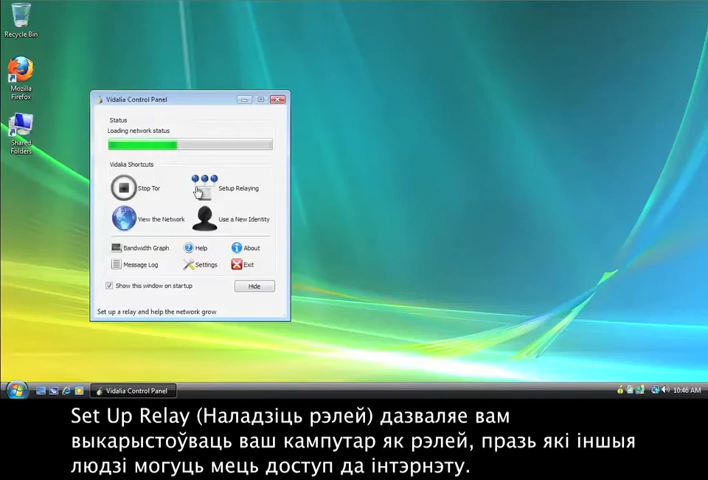 Recycle Bin
Mozilla
Firefox
Shared
Folders
Vidalia Control Panel
Status
Loading network status
Vidalia Shortcuts
Stop Tor
Setup Relaying
View the Network
Use a New Identity
Bandwidth Graph
Help
About
Message Log
Settings
Exit
Show this window on startup
Hide
Set up a relay and help the network grow
Vidalia Control Panel
10:46 AM
Set Up Relay (Наладзіць рэлей) дазваляе вам
выкарыстоўваць ваш кампутар як рэлей, празь які іншыя
людзі могуць мець доступ да інтэрнэту.